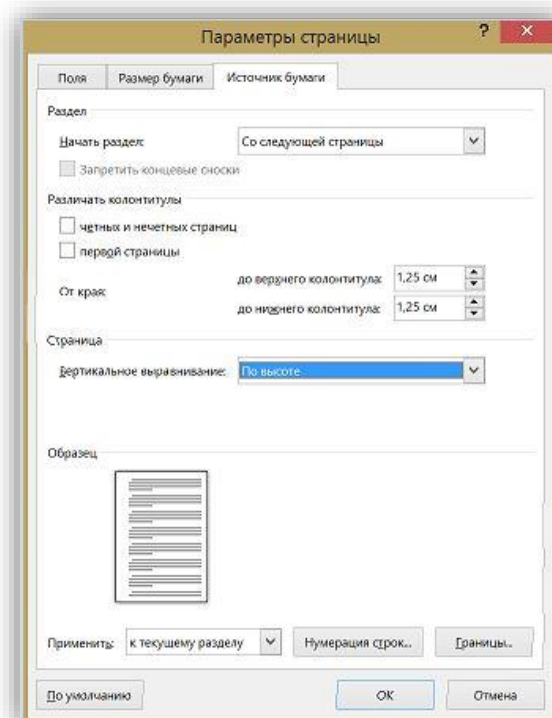 Параметры страницы ? ×
Поля Размер бумаги Источник бумаги
Раздел
Начать раздел: Со следующей страницы
Запретить концевые сноски
Различать колонтитулы
четных и нечетных страниц
первой страницы
до верхнего колонтитула: 1,25 см
От края:
до нижнего колонтитула: 1,25 см
Страница
Вертикальное выравнивание: По высоте
Образец
Применить: к текущему разделу Нумерация строк... Границы...
По умолчанию ОК Отмена